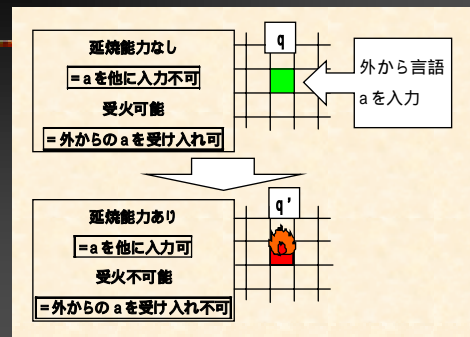 延焼能力なし
=aを他に入力不可
受火可能
=外からのaを受け入れ可
q
外から言語
aを入力
延焼能力あり
=aを他に入力可
受火不可能
=外からのaを受け入れ不可
q'